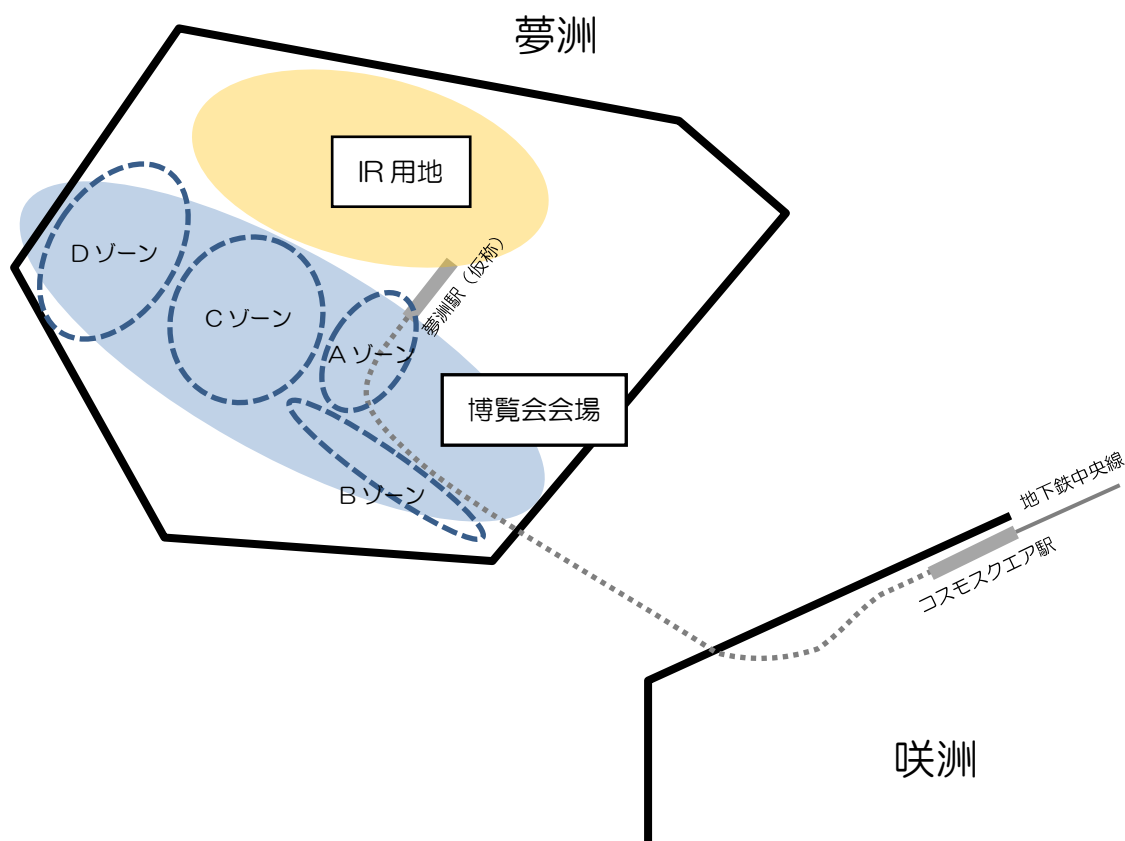 夢洲
IR 用地
夢洲駅（仮称）
D ゾーン
C ゾーン
A ゾーン
博覧会会場
B ゾーン
地下鉄中央線
コスモスクエア駅
咲洲